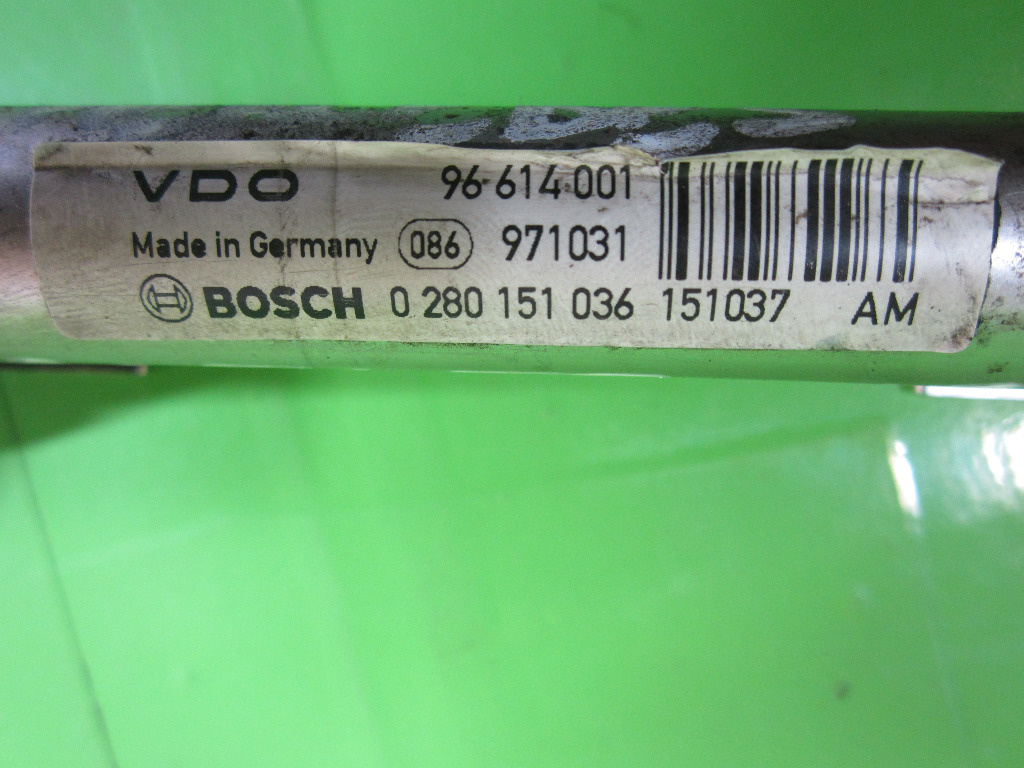 VDO 96 614 001
Made in Germany 086 971031
BOSCH 0 280 151 036 151037 AM